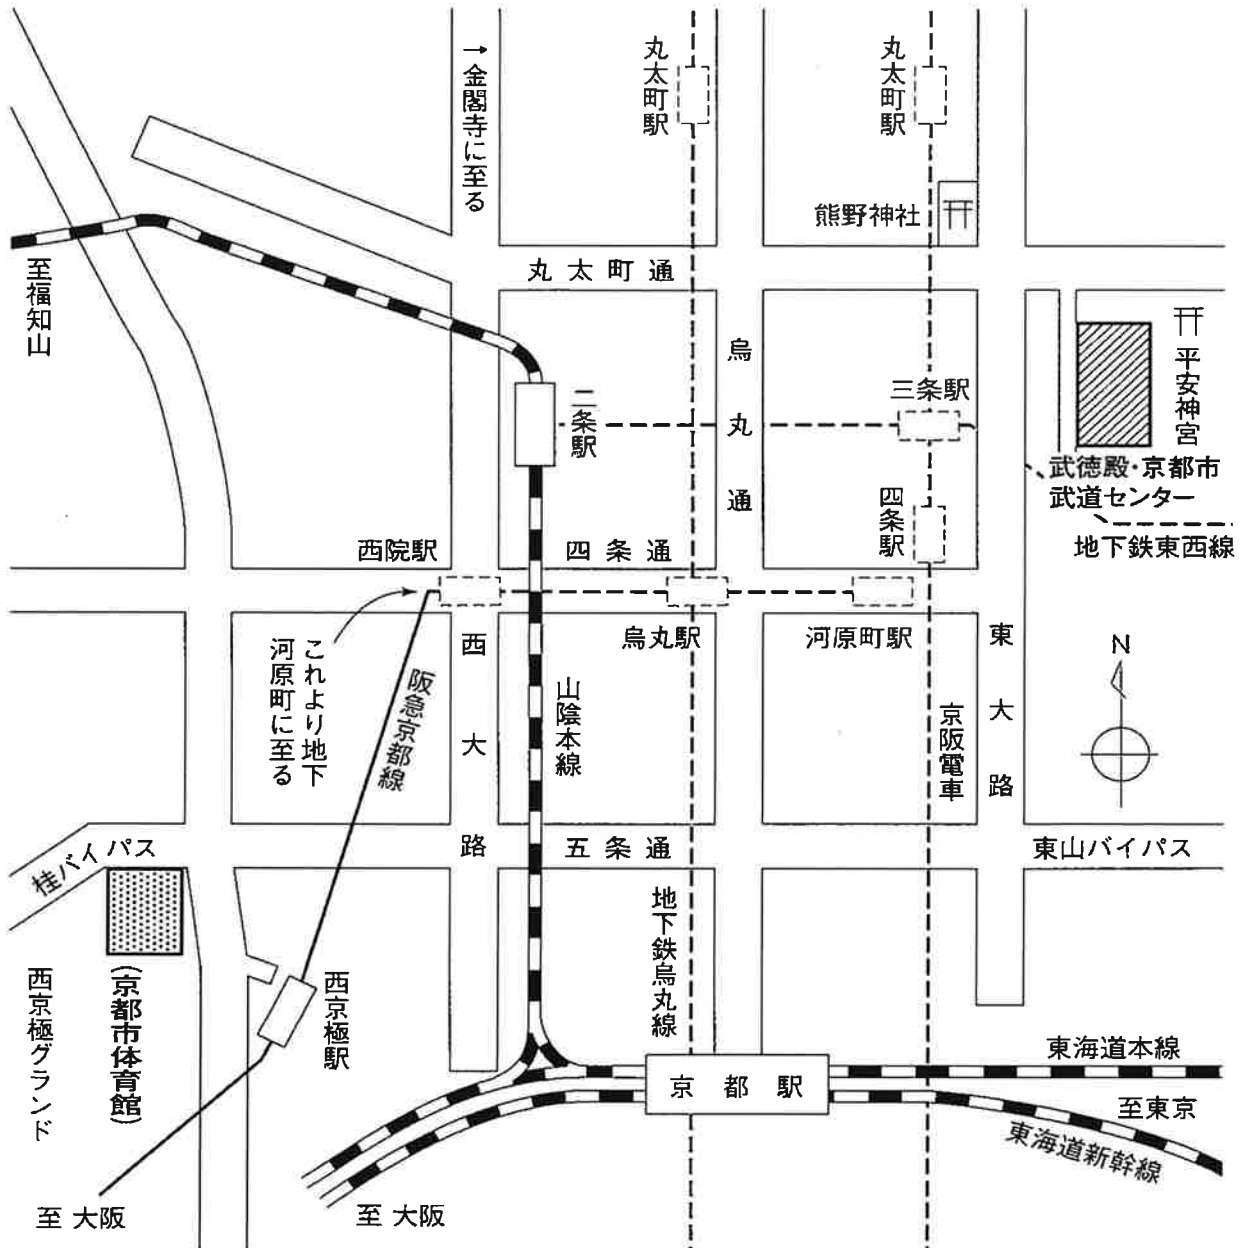 →金閣寺に至る
丸太町駅
丸太町駅
熊野神社
丸太町通
至福知山
平安神宮
烏丸通
二条駅
三条駅
武徳殿・京都市
武道センター
四条駅
地下鉄東西線
西院駅
四条通
烏丸駅
河原町駅
これより地下
河原町に至る
阪急京都線
西大路
山陰本線
京阪電車
東大路
N
桂バイパス
五条通
東山バイパス
地下鉄烏丸線
西京極グランド
(京都市体育館)
西京極駅
京都駅
東海道本線
至東京
東海道新幹線
至 大阪
至 大阪